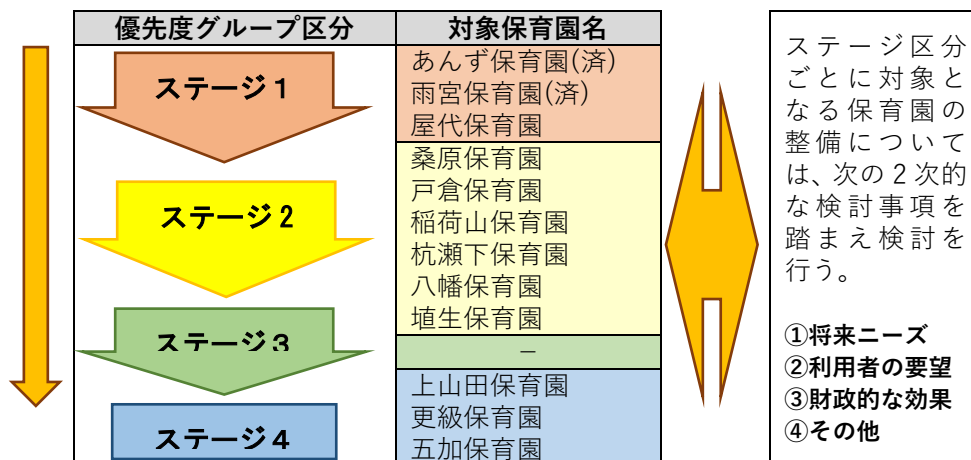 優先度グループ区分
対象保育園名
ステージ１
あんず保育園(済)
雨宮保育園(済)
屋代保育園
ステージ２
桑原保育園
戸倉保育園
稲荷山保育園
杭瀬下保育園
八幡保育園
埴生保育園
ステージ３
－
ステージ４
上山田保育園
更級保育園
五加保育園
ステージ区分
ごとに対象と
なる保育園の
整備について
は、次の２次的
な検討事項を
踏まえ検討を
行う。
①将来ニーズ
②利用者の要望
③財政的な効果
④その他